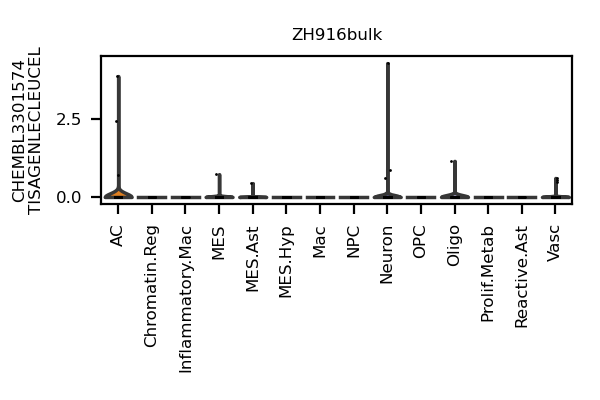 ZH916bulk
CHEMBL3301574
TISAGENLECLEUCEL
2.5
0.0
AC
Chromatin.Reg
Inflammatory.Mac
MES
MES.Ast
MES.Hyp
Mac
NPC
Neuron
OPC
Oligo
Prolif.Metab
Reactive.Ast
Vasc